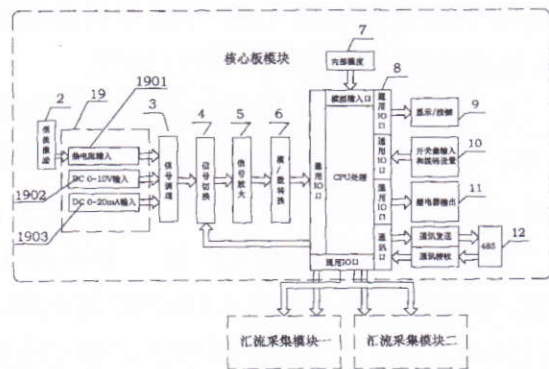 核心板模块
7
内部温度
8
1901
2
19
3
4
5
6
热电阻输入
DC 0~10V输入
1902
DC 0~20mA输入
1903
信号调理
信号切换
信号放大
模/数转换
通用IO口
模拟输入口
CPU处理
通用IO口
通用IO口
通用IO口
通用IO口
通讯口
显示/按键
9
10
开关量输入
和拨码设置
11
继电器输出
通讯发送
通讯接收
485
12
汇流采集模块一
汇流采集模块二